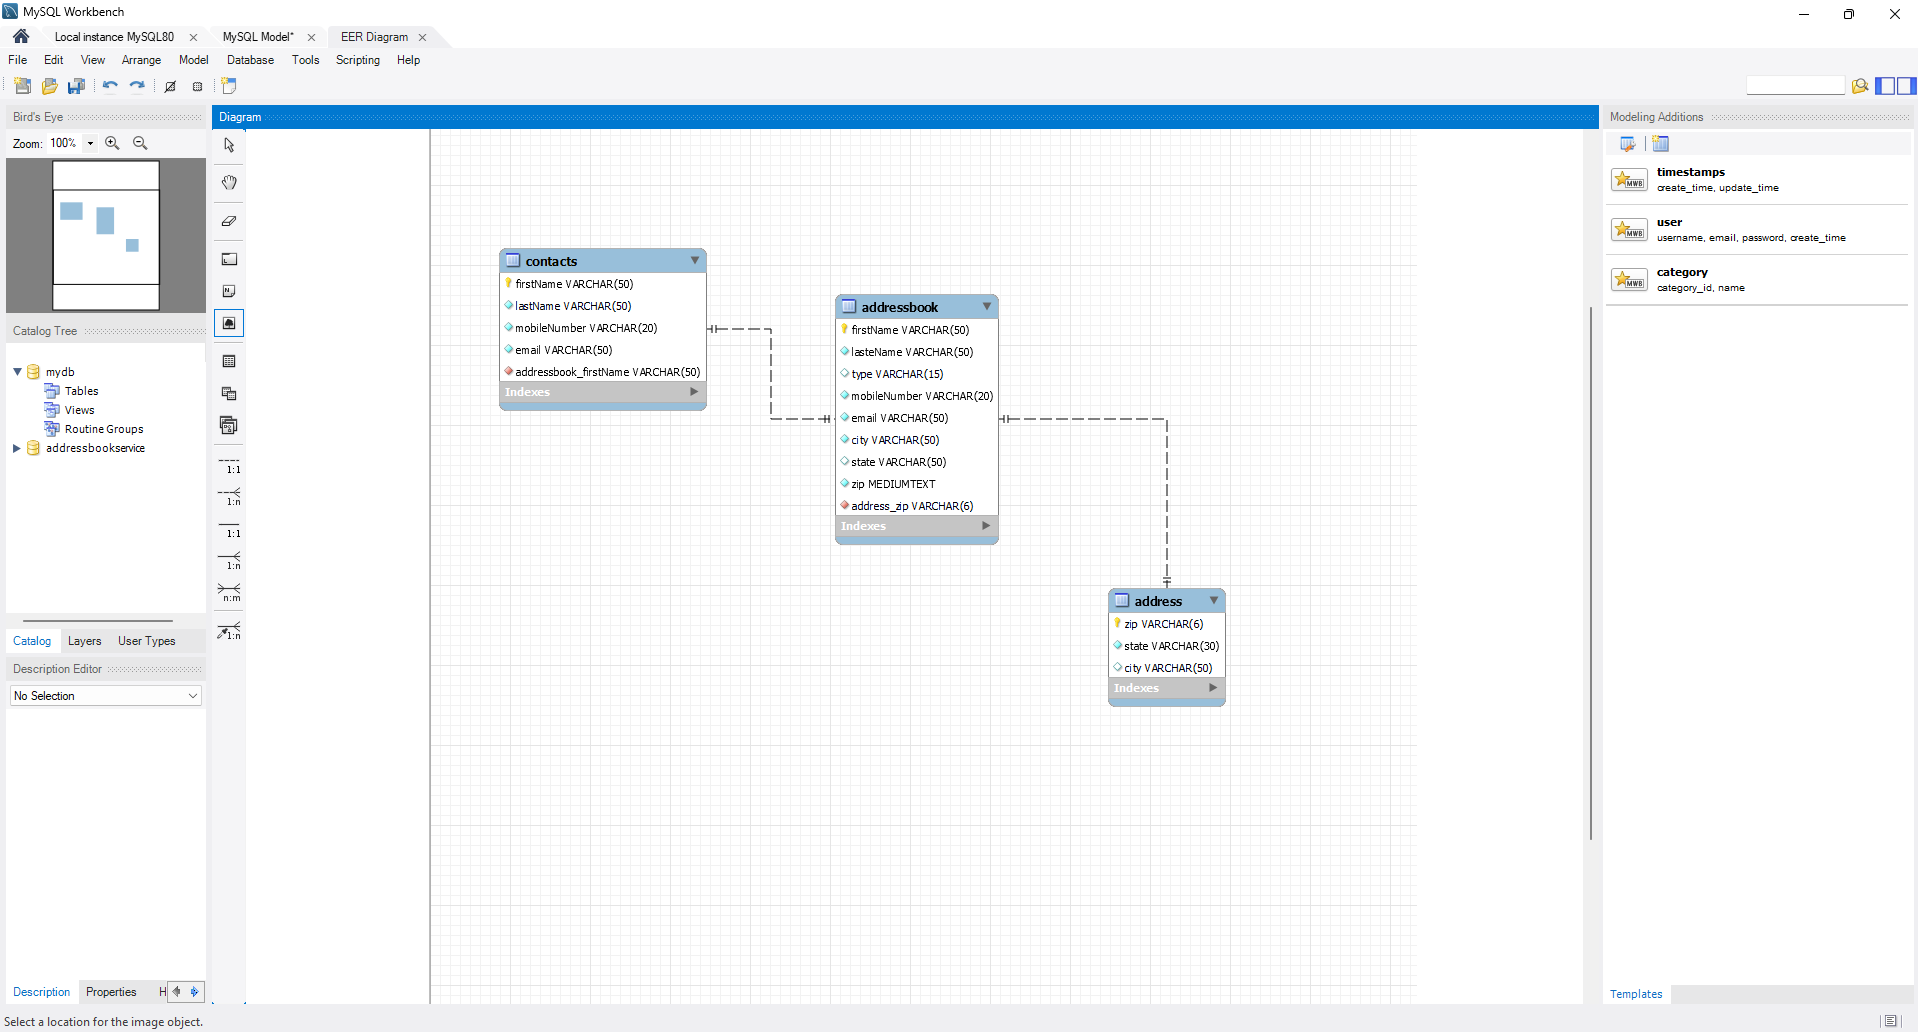 MySQL Workbench
Local instance MySQL80
MySQL Model*
EER Diagram
File Edit View Arrange Model Database Tools Scripting Help
Bird's Eye
Zoom: 100%
Catalog Tree
mydb
Tables
Views
Routine Groups
addressbookservice
Catalog Layers User Types
Description Editor
No Selection
Description Properties H
Diagram
1:1
1:n
1:1
1:n
n:m
1:n
contacts
firstName VARCHAR(50)
lastName VARCHAR(50)
mobileNumber VARCHAR(20)
email VARCHAR(50)
addressbook_firstName VARCHAR(50)
Indexes
addressbook
firstName VARCHAR(50)
lasteName VARCHAR(50)
type VARCHAR(15)
mobileNumber VARCHAR(20)
email VARCHAR(50)
city VARCHAR(50)
state VARCHAR(50)
zip MEDIUMTEXT
address_zip VARCHAR(6)
Indexes
address
zip VARCHAR(6)
state VARCHAR(30)
city VARCHAR(50)
Indexes
Modeling Additions
MWB
timestamps
create_time, update_time
MWB
user
username, email, password, create_time
MWB
category
category_id, name
Templates
Select a location for the image object.